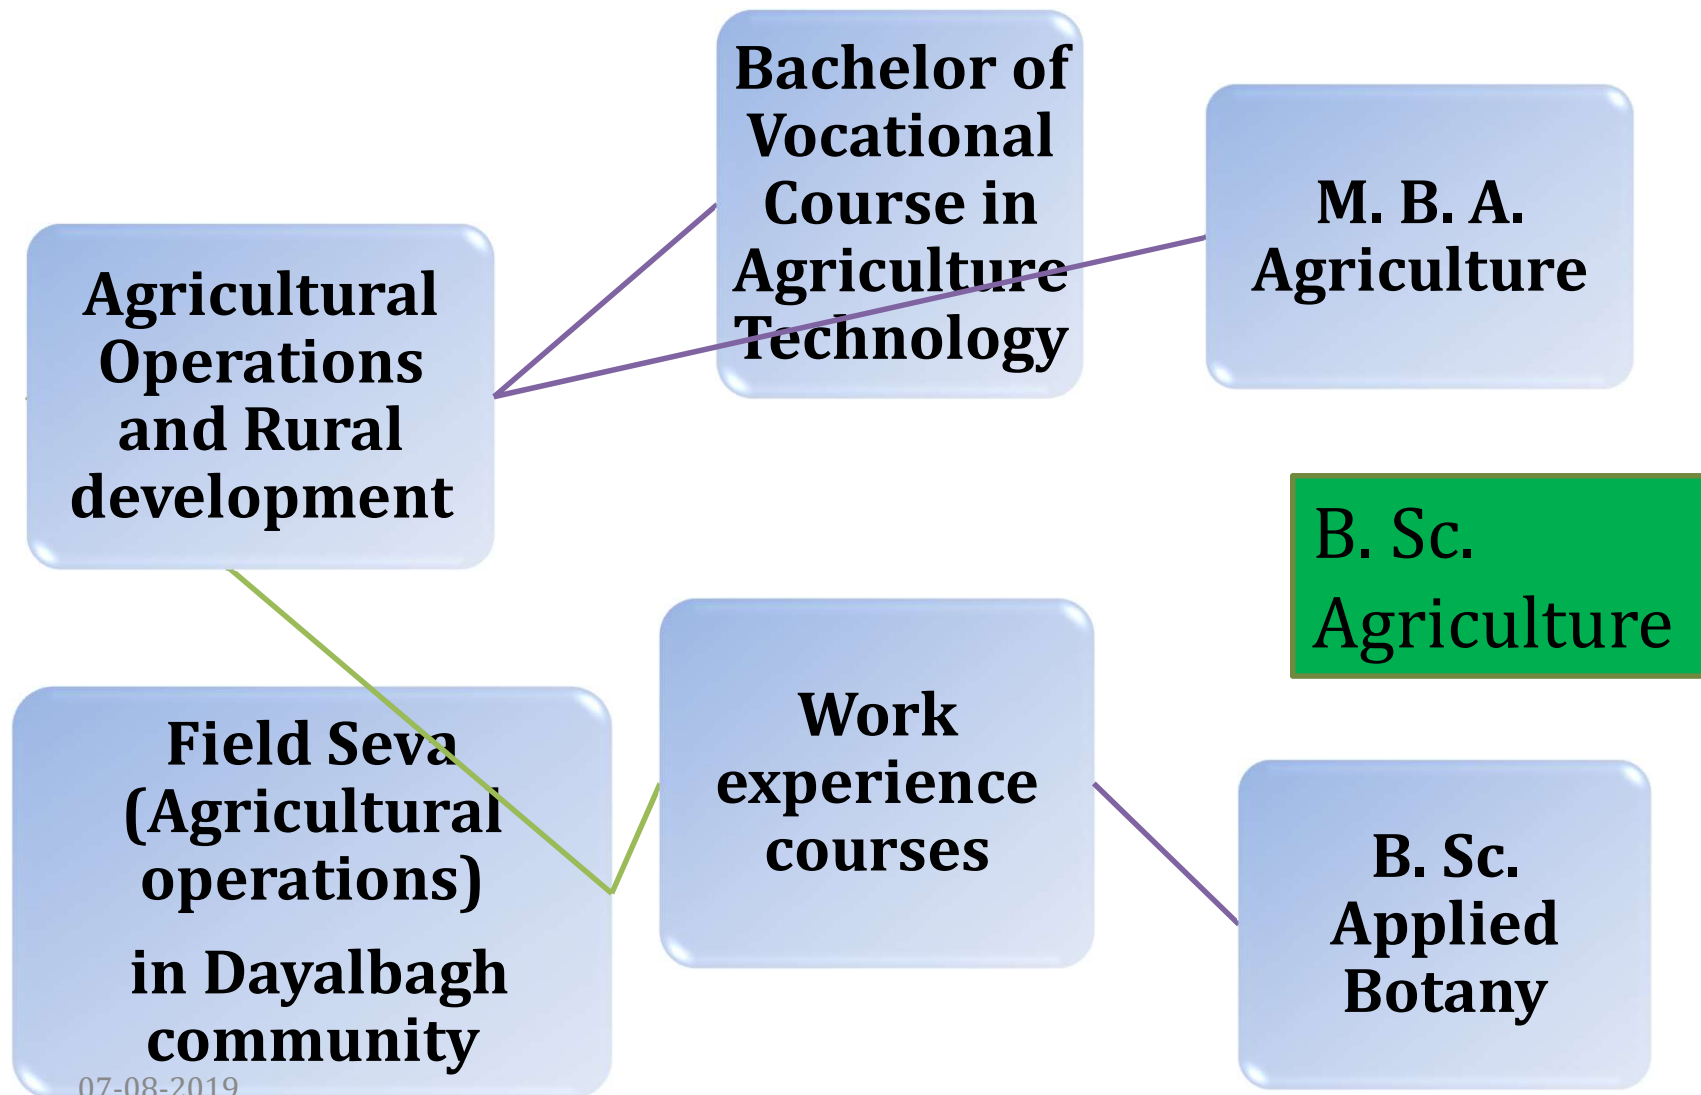 Bachelor of
Vocational
Course in
Agriculture
Technology
M. B. A.
Agriculture
Agricultural
Operations
and Rural
development
B. Sc.
Agriculture
Work
experience
courses
Field Seva
(Agricultural
operations)
in Dayalbagh
community
B. Sc.
Applied
Botany
07-08-2019